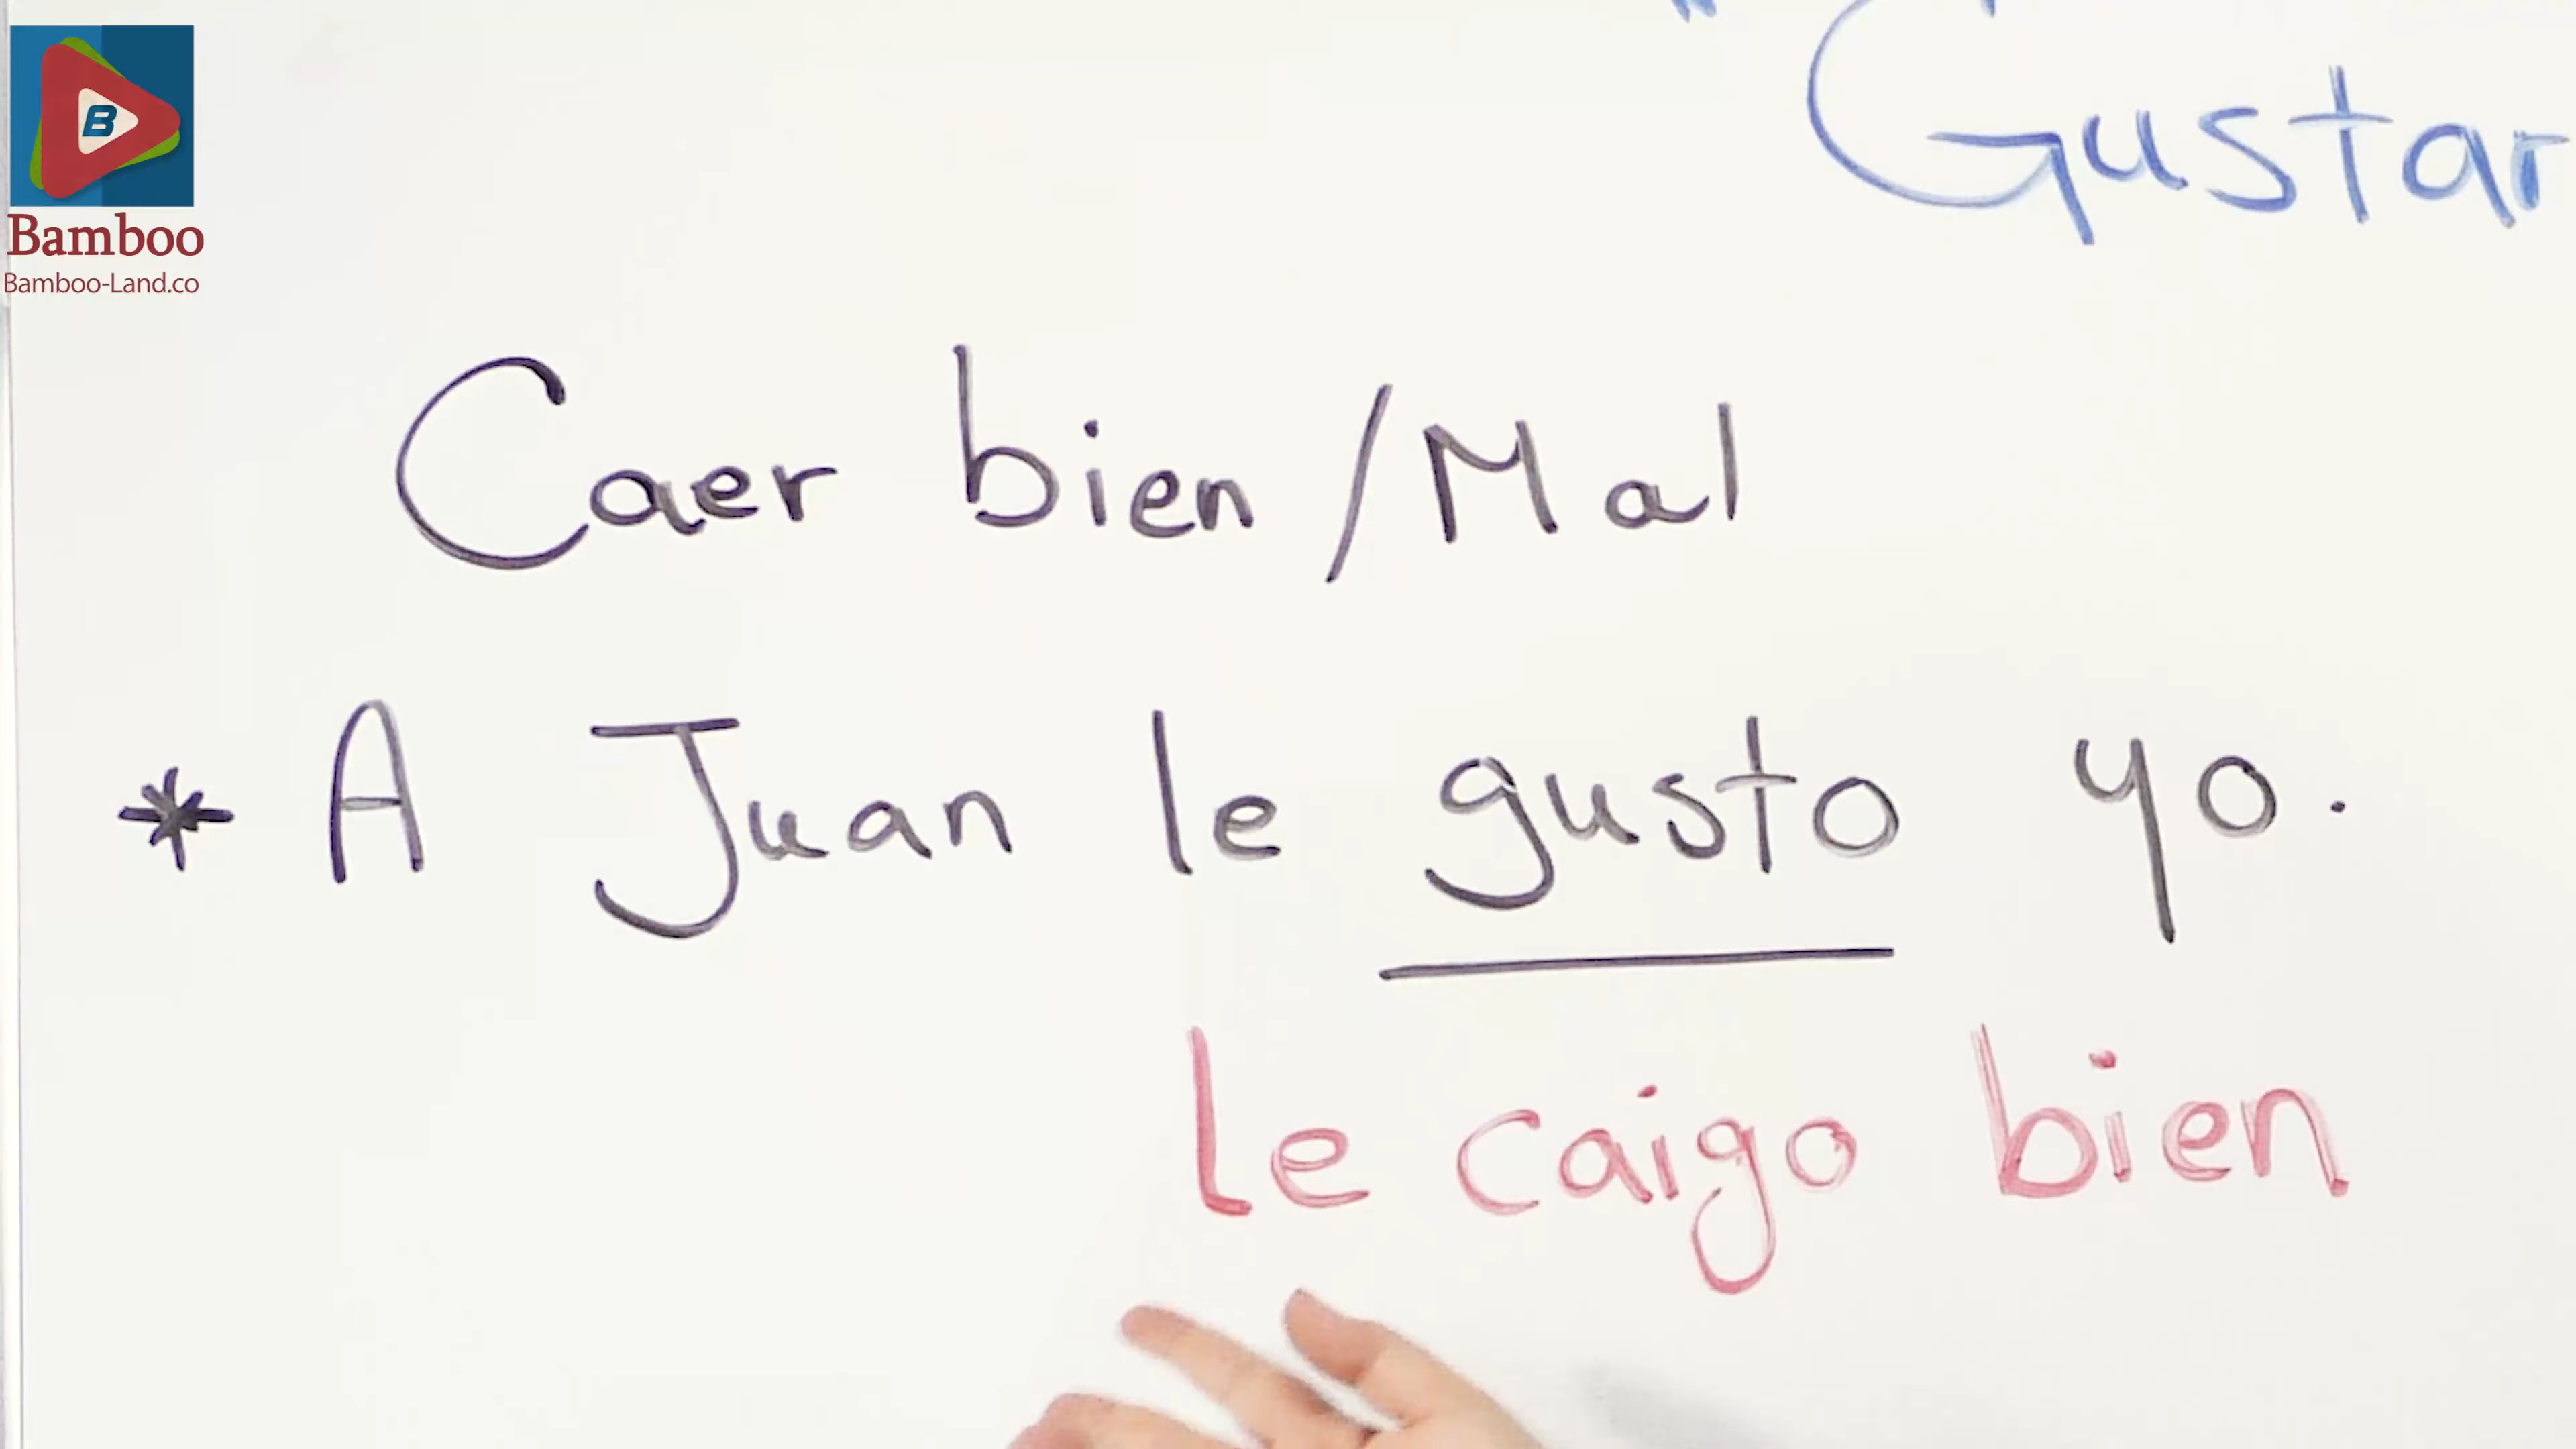 B
Bamboo
Bamboo-Land.co
" Gustar
Caer bien / Mal
* A Juan le gusto yo.
le caigo bien